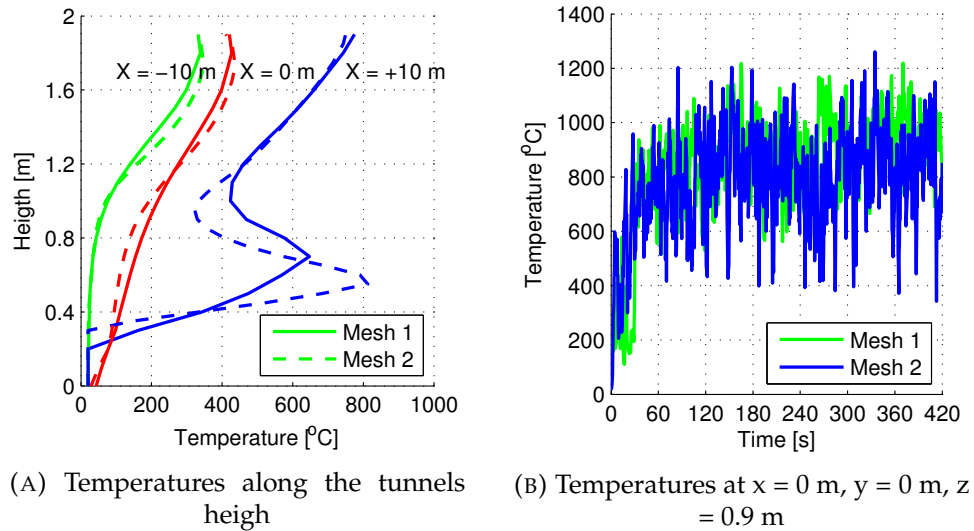 2
1.6
1.2
0.8
0.4
0
Heigth [m]
X = −10 m
X = 0 m
X = +10 m
Mesh 1
Mesh 2
0 200 400 600 800 1000
Temperature [°C]
(A) Temperatures along the tunnels
heigh
1400
1200
1000
800
600
400
200
0
Temperature [°C]
Mesh 1
Mesh 2
0 60 120 180 240 300 360 420
Time [s]
(B) Temperatures at x = 0 m, y = 0 m, z
= 0.9 m